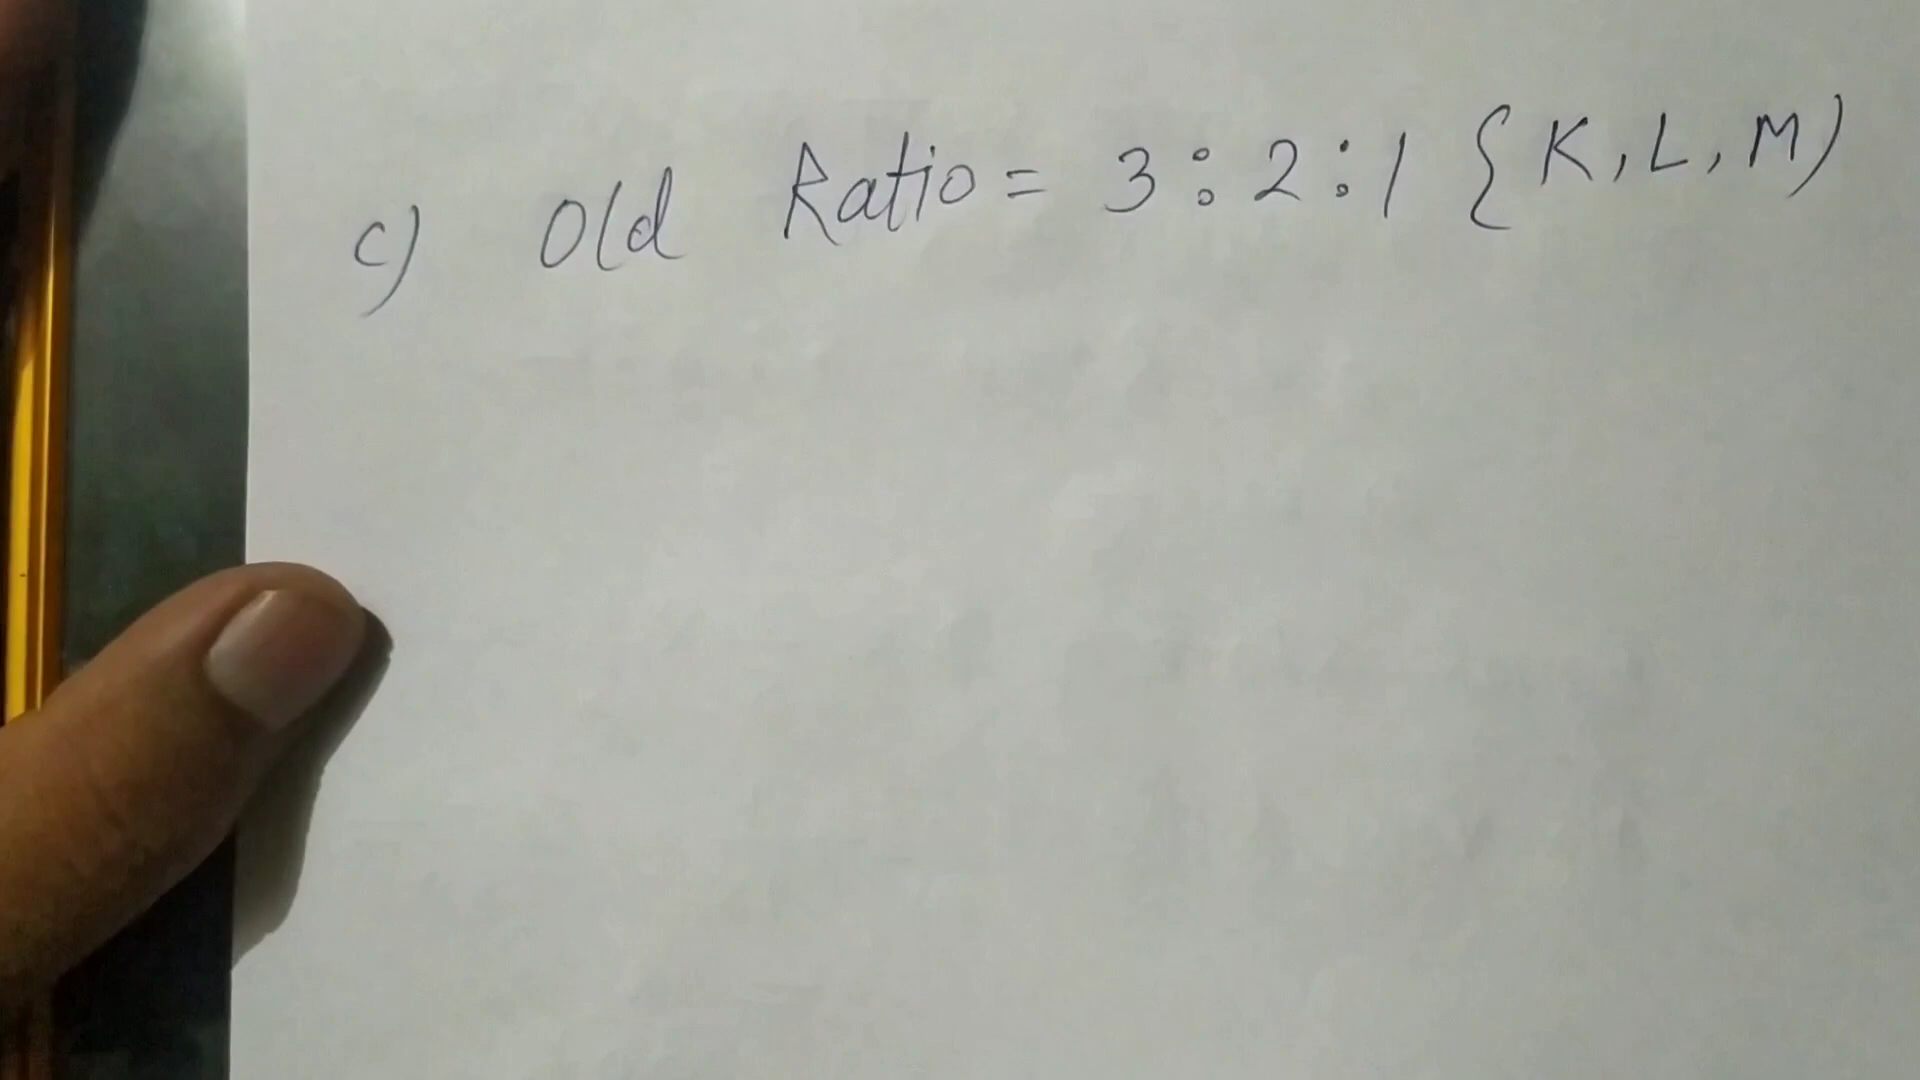 c) Old Ratio = 3:2:1 {K, L, M)